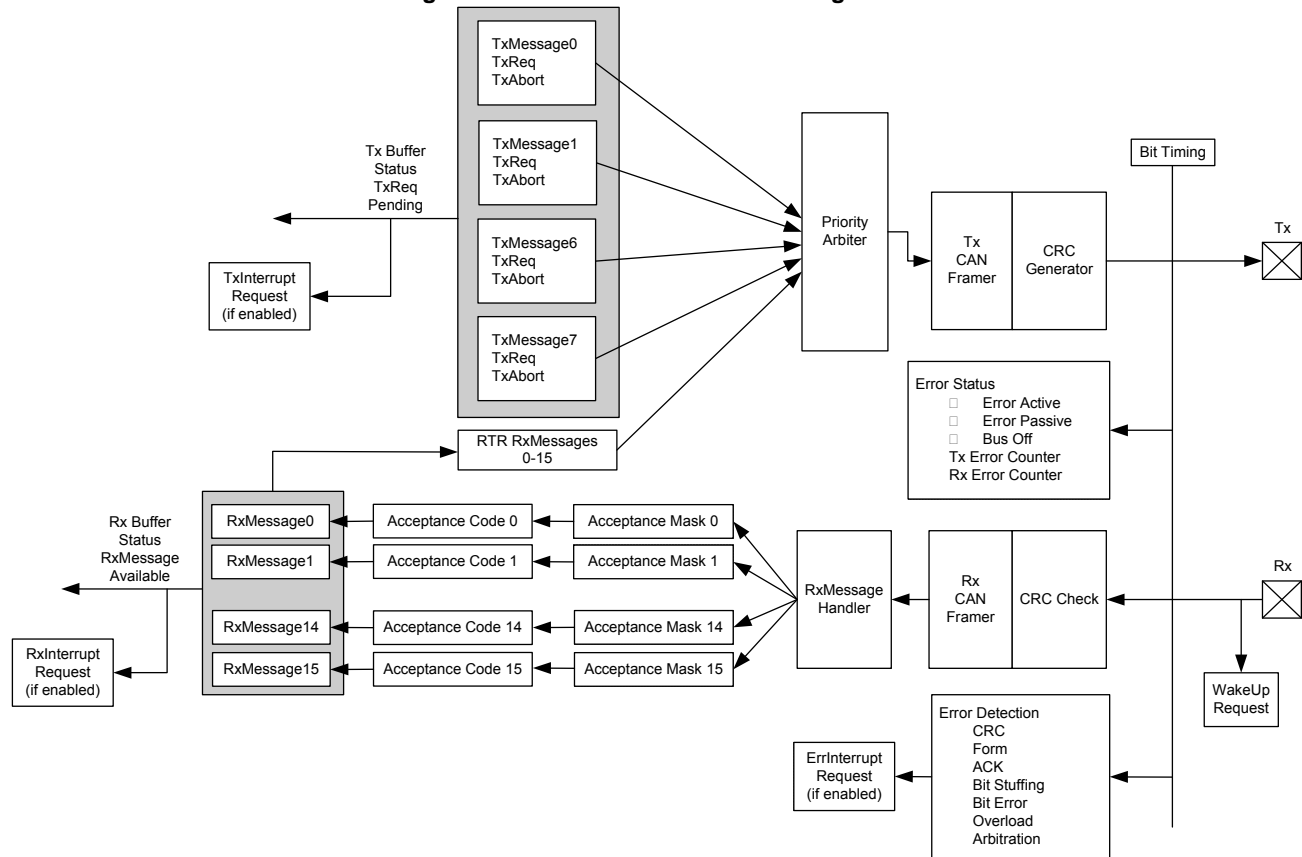 TxMessage0
TxReq
TxAbort
TxMessage1
TxReq
TxAbort
TxMessage6
TxReq
TxAbort
TxMessage7
TxReq
TxAbort
Tx Buffer
Status
TxReq
Pending
TxInterrupt
Request
(if enabled)
Priority
Arbiter
Tx
CAN
Framer
CRC
Generator
Bit Timing
Tx
Error Status
Error Active
Error Passive
Bus Off
Tx Error Counter
Rx Error Counter
RTR RxMessages
0-15
Rx Buffer
Status
RxMessage
Available
RxInterrupt
Request
(if enabled)
RxMessage0
Acceptance Code 0
Acceptance Mask 0
RxMessage1
Acceptance Code 1
Acceptance Mask 1
RxMessage14
Acceptance Code 14
Acceptance Mask 14
RxMessage15
Acceptance Code 15
Acceptance Mask 15
RxMessage
Handler
Rx
CAN
Framer
CRC Check
Rx
WakeUp
Request
ErrInterrupt
Request
(if enabled)
Error Detection
CRC
Form
ACK
Bit Stuffing
Bit Error
Overload
Arbitration